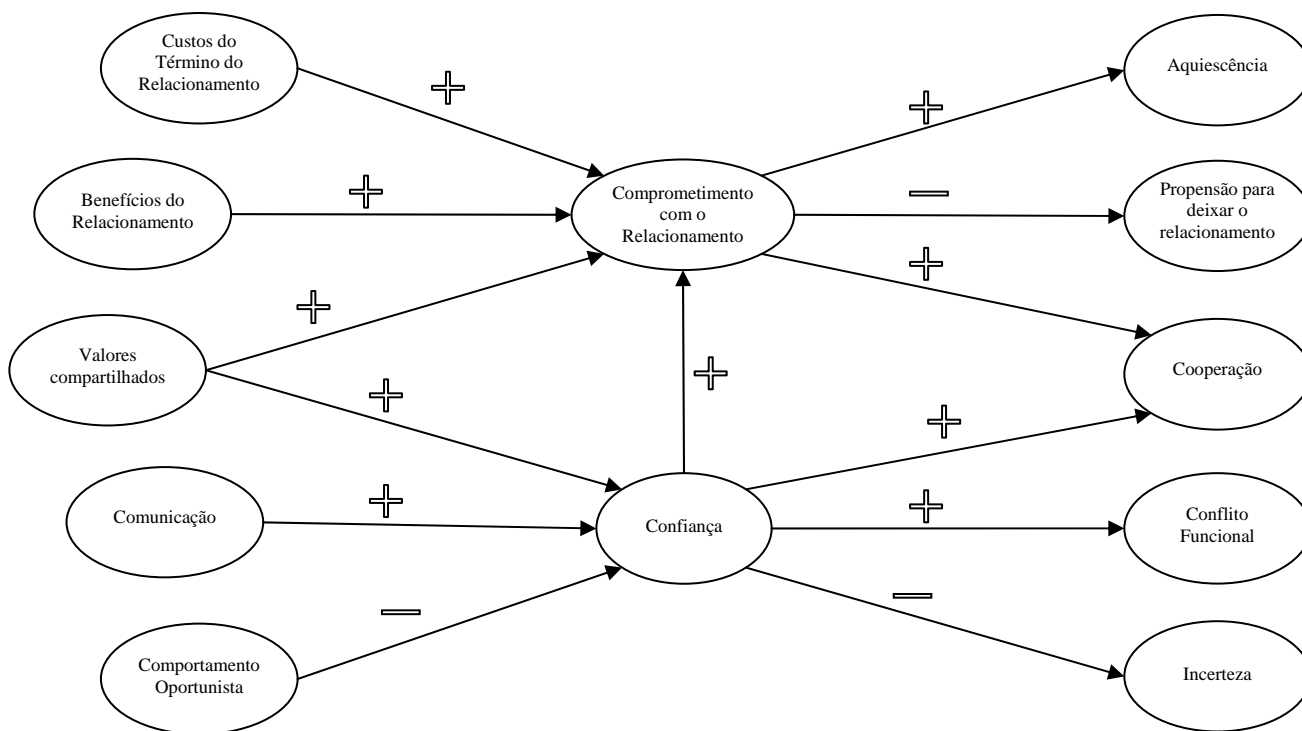 Custos do
Término do
Relacionamento
+
+
Aquiescência
Benefícios do
Relacionamento
+
Comprometimento
com o
Relacionamento
—
Propensão para
deixar o
relacionamento
+
+
Valores
compartilhados
+
+
Cooperação
+
Comunicação
+
Confiança
+
Conflito
Funcional
—
Comportamento
Oportunista
—
Incerteza